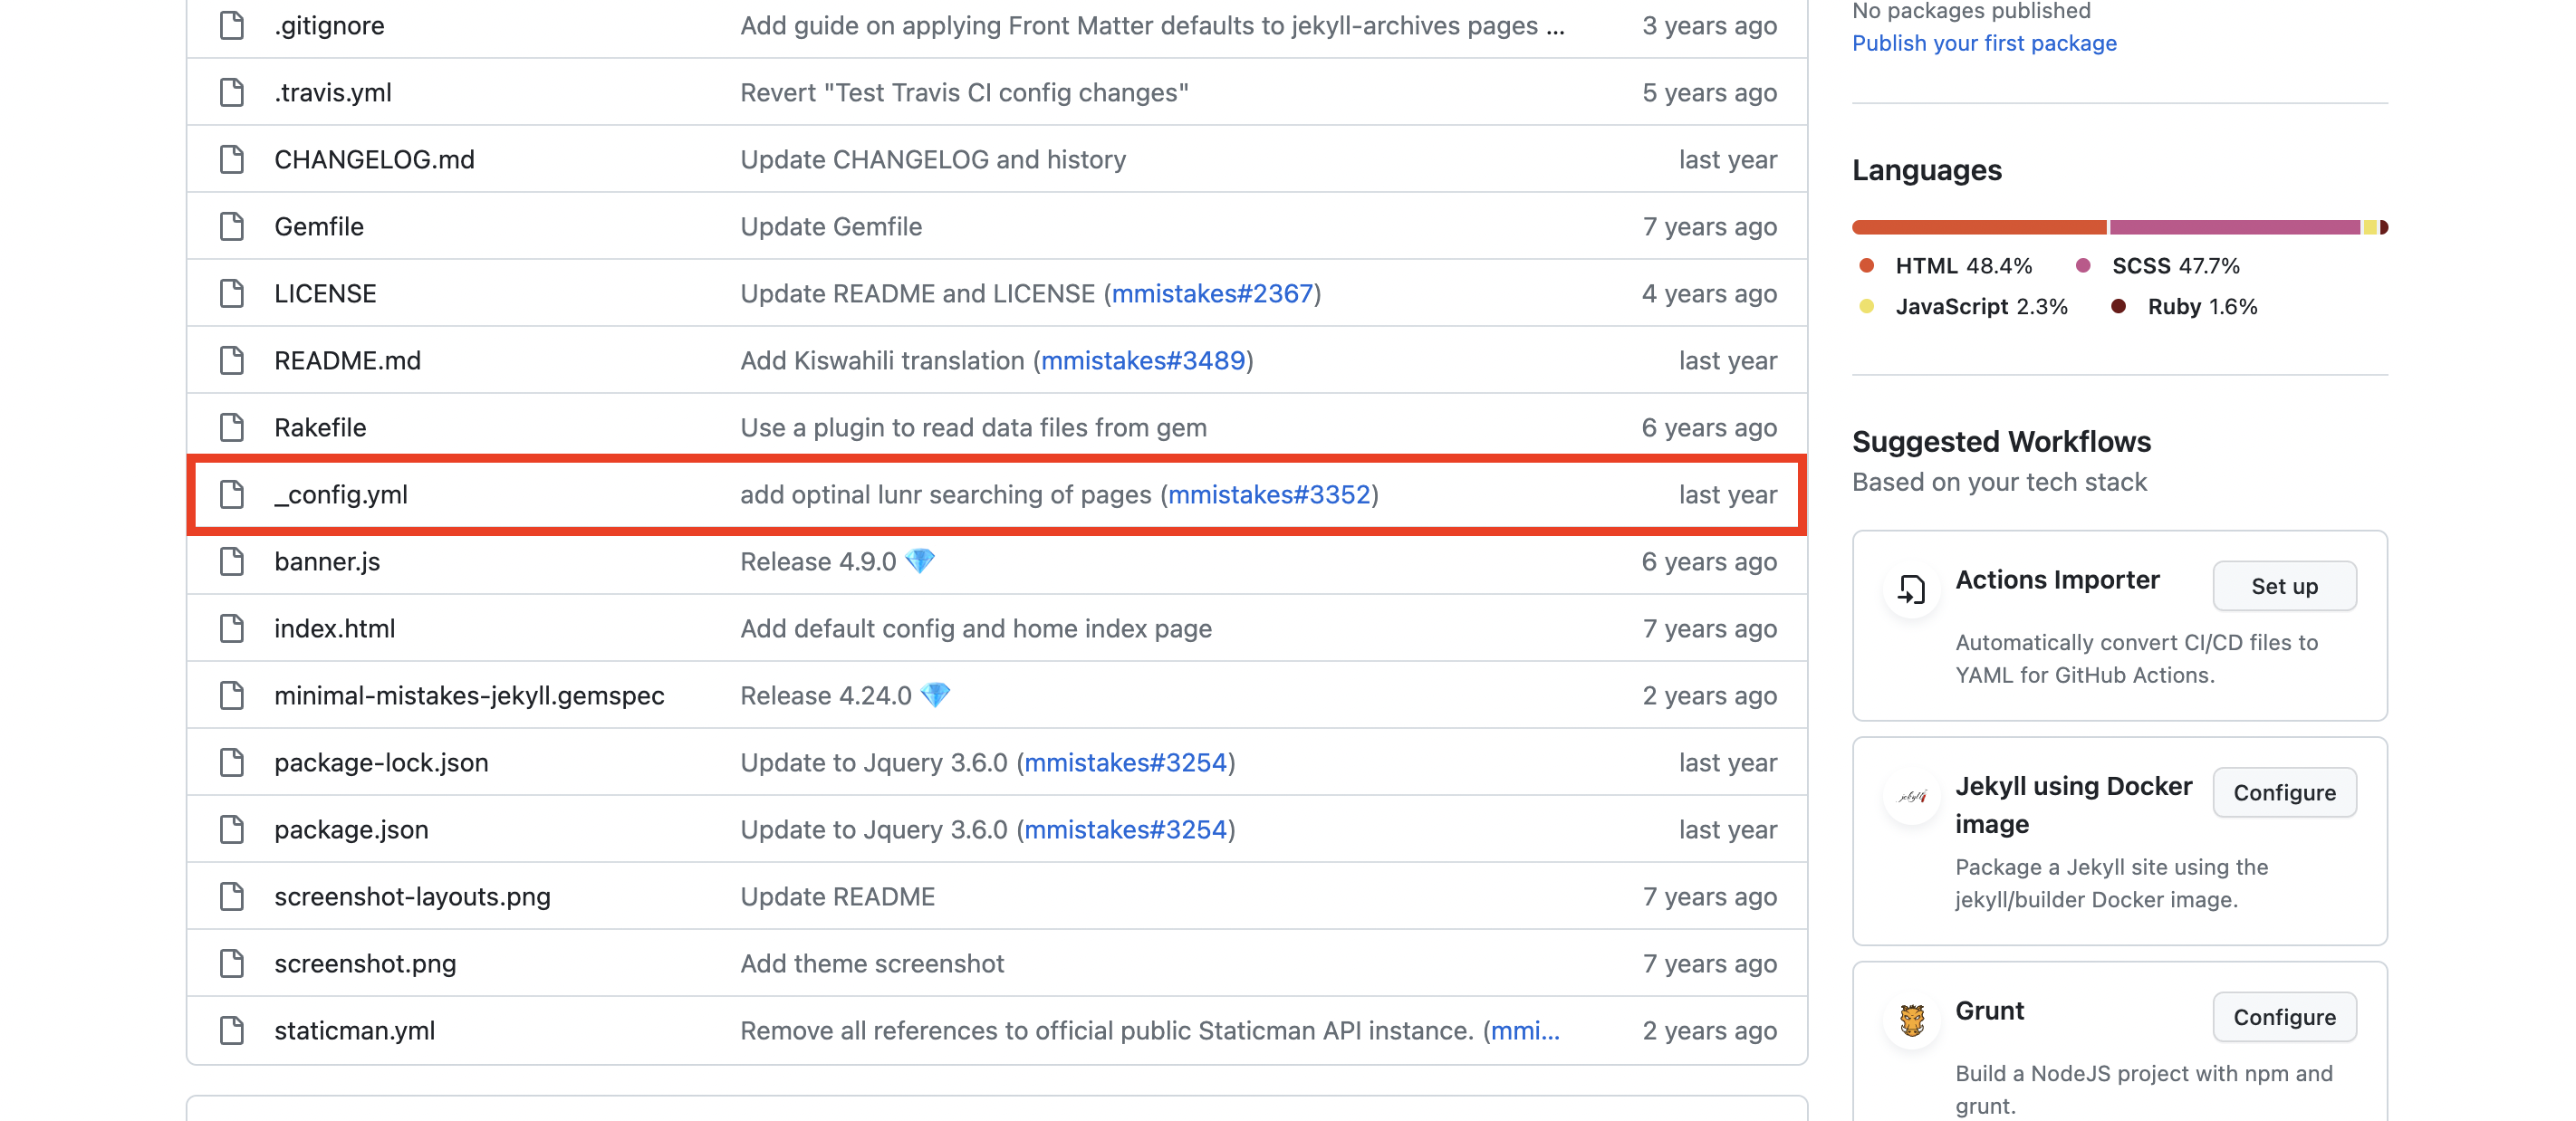 .gitignore Add guide on applying Front Matter defaults to jekyll-archives pages ... 3 years ago
.travis.yml Revert "Test Travis CI config changes" 5 years ago
CHANGELOG.md Update CHANGELOG and history last year
Gemfile Update Gemfile 7 years ago
LICENSE Update README and LICENSE (mmistakes#2367) 4 years ago
README.md Add Kiswahili translation (mmistakes#3489) last year
Rakefile Use a plugin to read data files from gem 6 years ago
_config.yml add optinal lunr searching of pages (mmistakes#3352) last year
banner.js Release 4.9.0 💎 6 years ago
index.html Add default config and home index page 7 years ago
minimal-mistakes-jekyll.gemspec Release 4.24.0 💎 2 years ago
package-lock.json Update to Jquery 3.6.0 (mmistakes#3254) last year
package.json Update to Jquery 3.6.0 (mmistakes#3254) last year
screenshot-layouts.png Update README 7 years ago
screenshot.png Add theme screenshot 7 years ago
staticman.yml Remove all references to official public Staticman API instance. (mmi... 2 years ago
No packages published
Publish your first package
Languages
HTML 48.4% SCSS 47.7%
JavaScript 2.3% Ruby 1.6%
Suggested Workflows
Based on your tech stack
Actions Importer Set up
Automatically convert CI/CD files to
YAML for GitHub Actions.
jekyll
Jekyll using Docker Configure
image
Package a Jekyll site using the
jekyll/builder Docker image.
Grunt Configure
Build a NodeJS project with npm and
grunt.